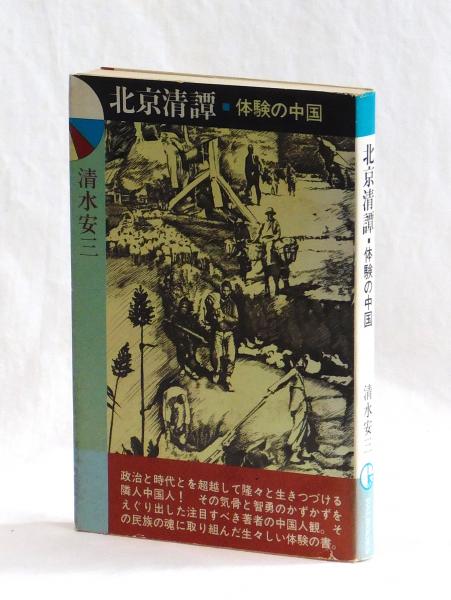 北京清譚・体験の中国
清水安三
政治と時代とを超越して隆々と生きつづける
隣人中国人！ その気骨と智勇のかずかずを
えぐり出した注目すべき著者の中国人観。そ
の民族の魂に取り組んだ生々しい体験の書。
北京清譚・体験の中国
清水安三